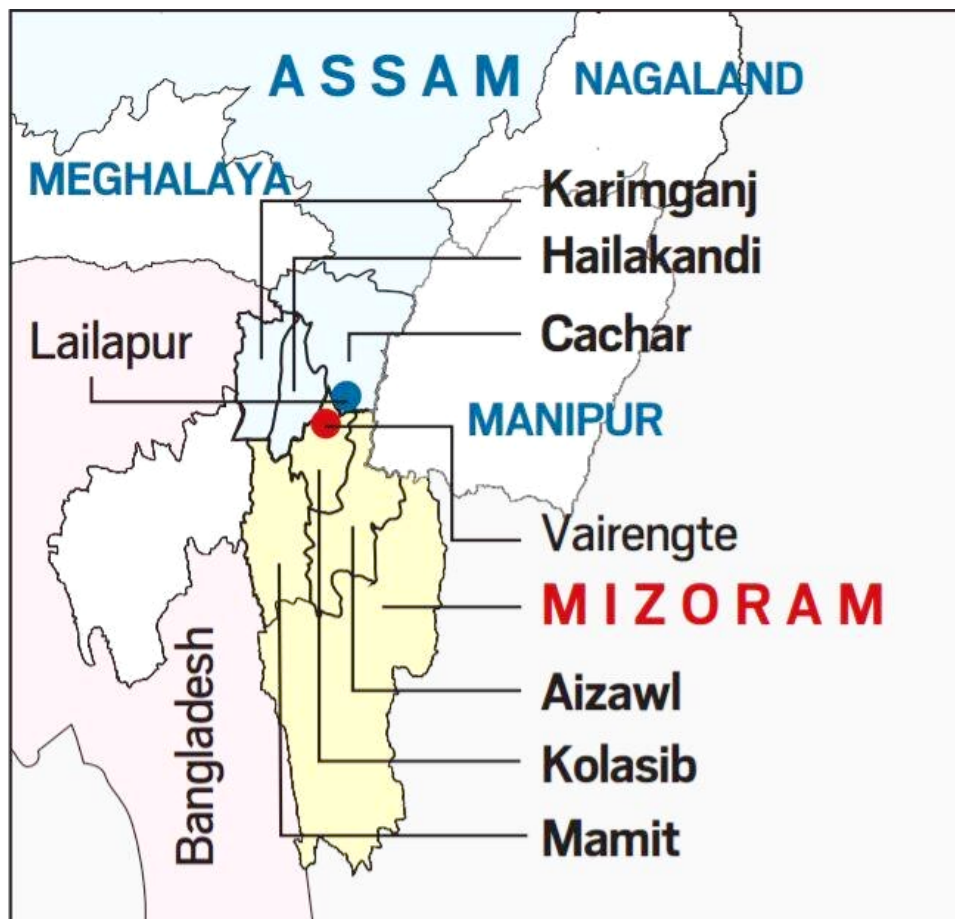 ASSAM
NAGALAND
MEGHALAYA
Karimganj
Hailakandi
Lailapur
Cachar
MANIPUR
Vairengte
MIZORAM
Bangladesh
Aizawl
Kolasib
Mamit